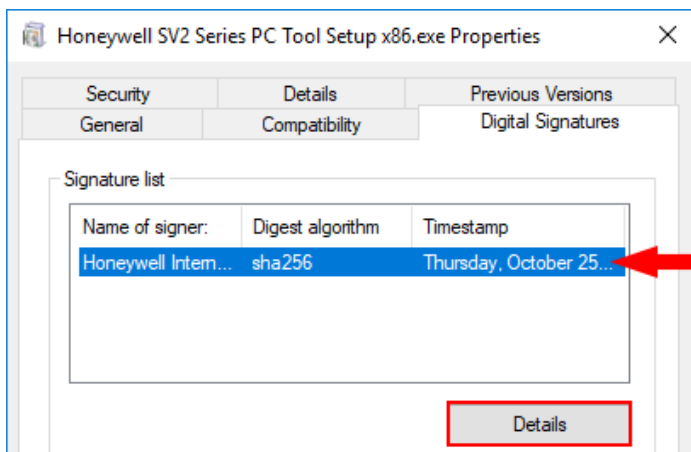 Honeywell SV2 Series PC Tool Setup x86.exe Properties
Security Details Previous Versions
General Compatibility Digital Signatures
Signature list
Name of signer: Digest algorithm Timestamp
Honeywell Intern... sha256 Thursday, October 25...
Details